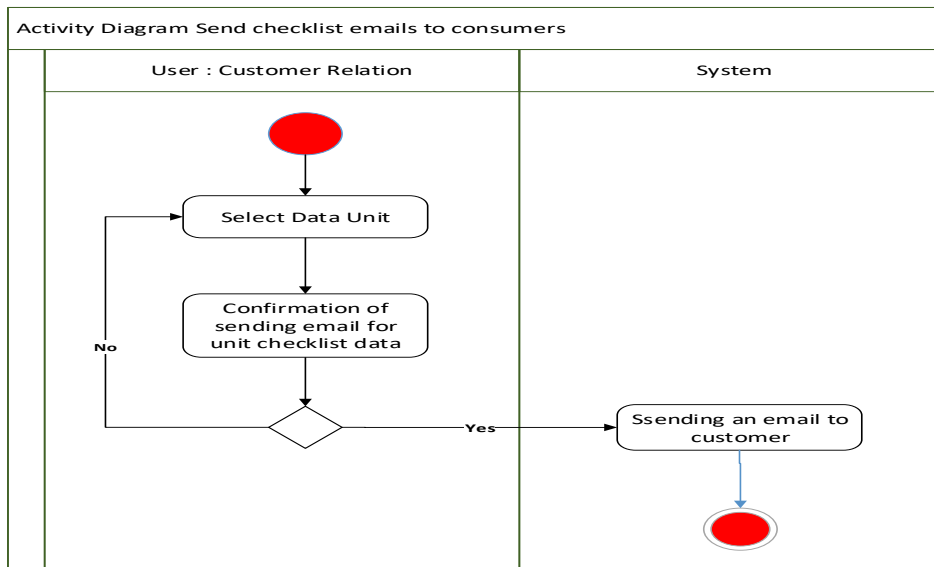 Activity Diagram Send checklist emails to consumers
User : Customer Relation
System
Select Data Unit
Confirmation of
sending email for
unit checklist data
No
Yes
Ssending an email to
customer